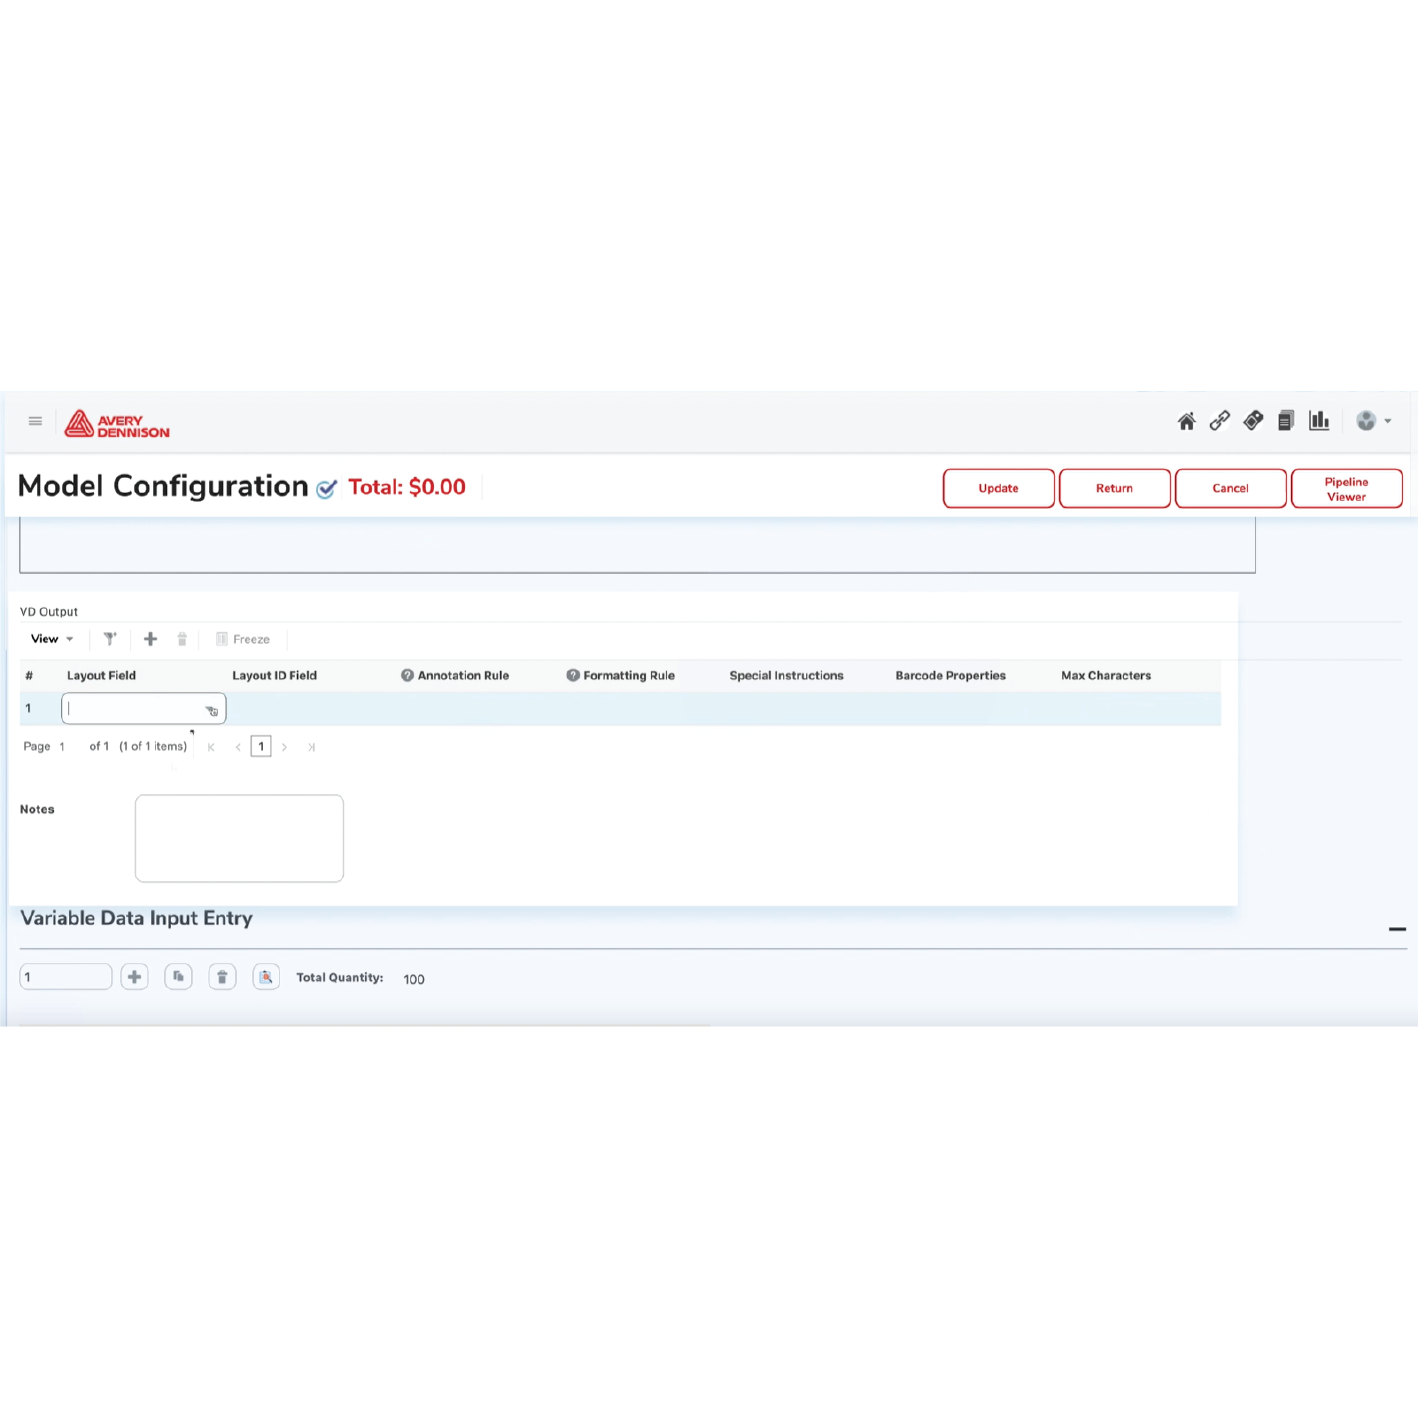 AVERY
DENNISON
Model Configuration Total: $0.00
Update
Return
Cancel
Pipeline
Viewer
VD Output
View Freeze
# Layout Field Layout ID Field Annotation Rule Formatting Rule Special Instructions Barcode Properties Max Characters
1
Page 1 of 1 (1 of 1 items) 1
Notes
Variable Data Input Entry
1 Total Quantity: 100